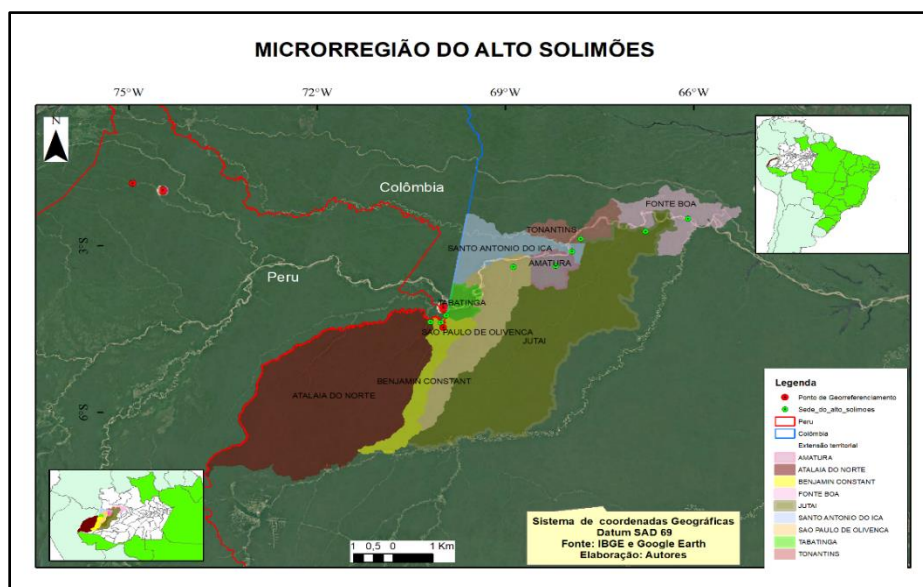 MICRORREGIÃO DO ALTO SOLIMÕES
75°W 72°W 69°W 66°W
N
Colômbia
FONTE BOA
TONANTINS
3°S
SANTO ANTONIO DO ICA
AMATURA
Peru
TABATINGA
SAO PAULO DE OLIVENCA
JUTAI
BENJAMIN CONSTANT
ATALAIA DO NORTE
6°S
Legenda
Ponto de Georreferenciamento
Sede_do_alto_solimoes
Peru
Colômbia
Extensão territorial
AMATURA
ATALAIA DO NORTE
BENJAMIN CONSTANT
FONTE BOA
JUTAI
SANTO ANTONIO DO ICA
SAO PAULO DE OLIVENCA
TABATINGA
TONANTINS
Sistema de coordenadas Geográficas
Datum SAD 69
Fonte: IBGE e Google Earth
Elaboração: Autores
1 0,5 0 1 Km